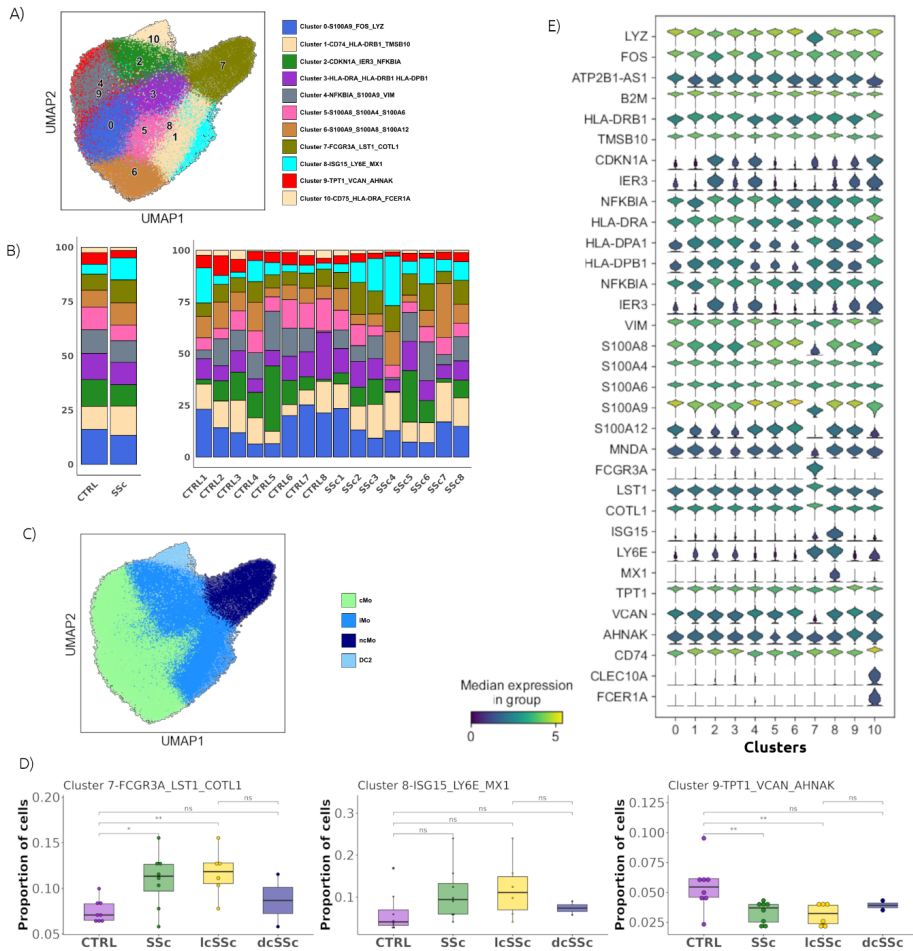 A)
10
2
7
4
9
3
0
5
8
1
6
UMAP2
UMAP1
Cluster 0-S100A9_FOS_LYZ
Cluster 1-CD74_HLA-DRB1_TMSB10
Cluster 2-CDKN1A_IER3_NFKBIA
Cluster 3-HLA-DRA_HLA-DRB1 HLA-DPB1
Cluster 4-NFKBIA_S100A9_VIM
Cluster 5-S100A8_S100A4_S100A6
Cluster 6-S100A9_S100A8_S100A12
Cluster 7-FCGR3A_LST1_COTL1
Cluster 8-ISG15_LY6E_MX1
Cluster 9-TPT1_VCAN_AHNAK
Cluster 10-CD75_HLA-DRA_FCER1A
B)
100
75
50
25
0
CTRL
SSc
100
75
50
25
0
CTRL1
CTRL2
CTRL3
CTRL4
CTRL5
CTRL6
CTRL7
CTRL8
SSc1
SSc2
SSc3
SSc4
SSc5
SSc6
SSc7
SSc8
C)
UMAP2
UMAP1
cMo
iMo
ncMo
DC2
Median expression
in group
0 5
D)
Cluster 7-FCGR3A_LST1_COTL1
Proportion of cells
0.20
0.15
0.10
0.05
ns
ns
**
*
CTRL SSc lcSSc dcSSc
Cluster 8-ISG15_LY6E_MX1
Proportion of cells
0.3
0.2
0.1
ns
ns
ns
ns
CTRL SSc lcSSc dcSSc
Cluster 9-TPT1_VCAN_AHNAK
Proportion of cells
0.125
0.100
0.075
0.050
0.025
ns
ns
**
**
CTRL SSc lcSSc dcSSc
E)
LYZ
FOS
ATP2B1-AS1
B2M
HLA-DRB1
TMSB10
CDKN1A
IER3
NFKBIA
HLA-DRA
HLA-DPA1
HLA-DPB1
NFKBIA
IER3
VIM
S100A8
S100A4
S100A6
S100A9
S100A12
MNDA
FCGR3A
LST1
COTL1
ISG15
LY6E
MX1
TPT1
VCAN
AHNAK
CD74
CLEC10A
FCER1A
0 1 2 3 4 5 6 7 8 9 10
Clusters